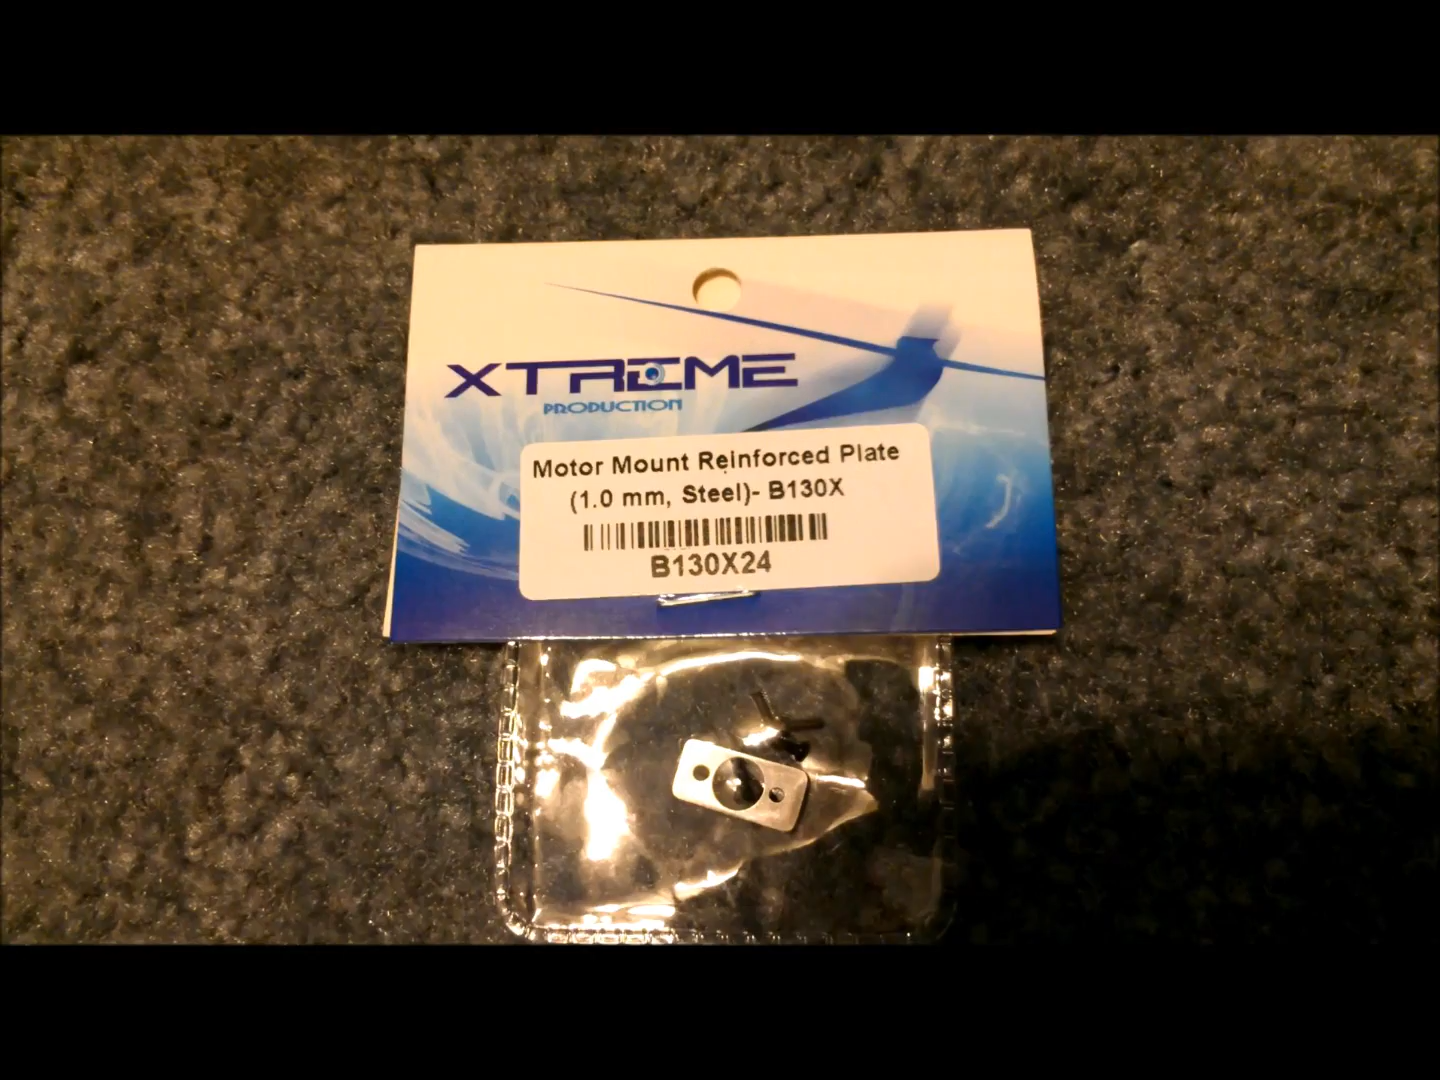 XTREME
PRODUCTION
Motor Mount Reinforced Plate
(1.0 mm, Steel)- B130X
B130X24